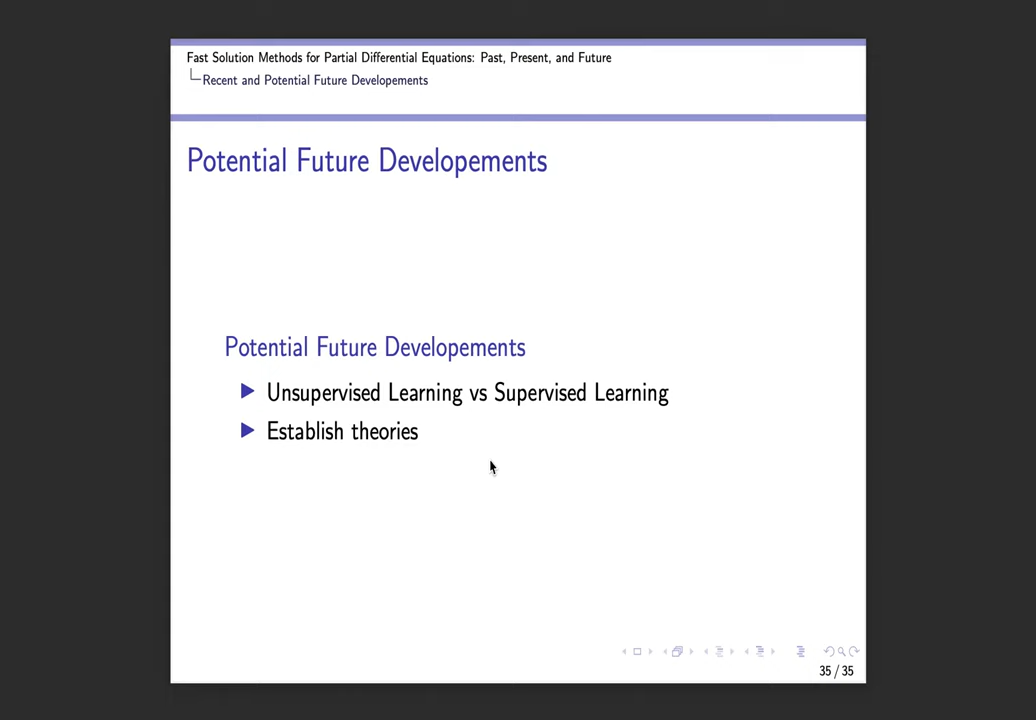 Fast Solution Methods for Partial Differential Equations: Past, Present, and Future
Recent and Potential Future Developements
Potential Future Developements
Potential Future Developements
Unsupervised Learning vs Supervised Learning
Establish theories
35 / 35